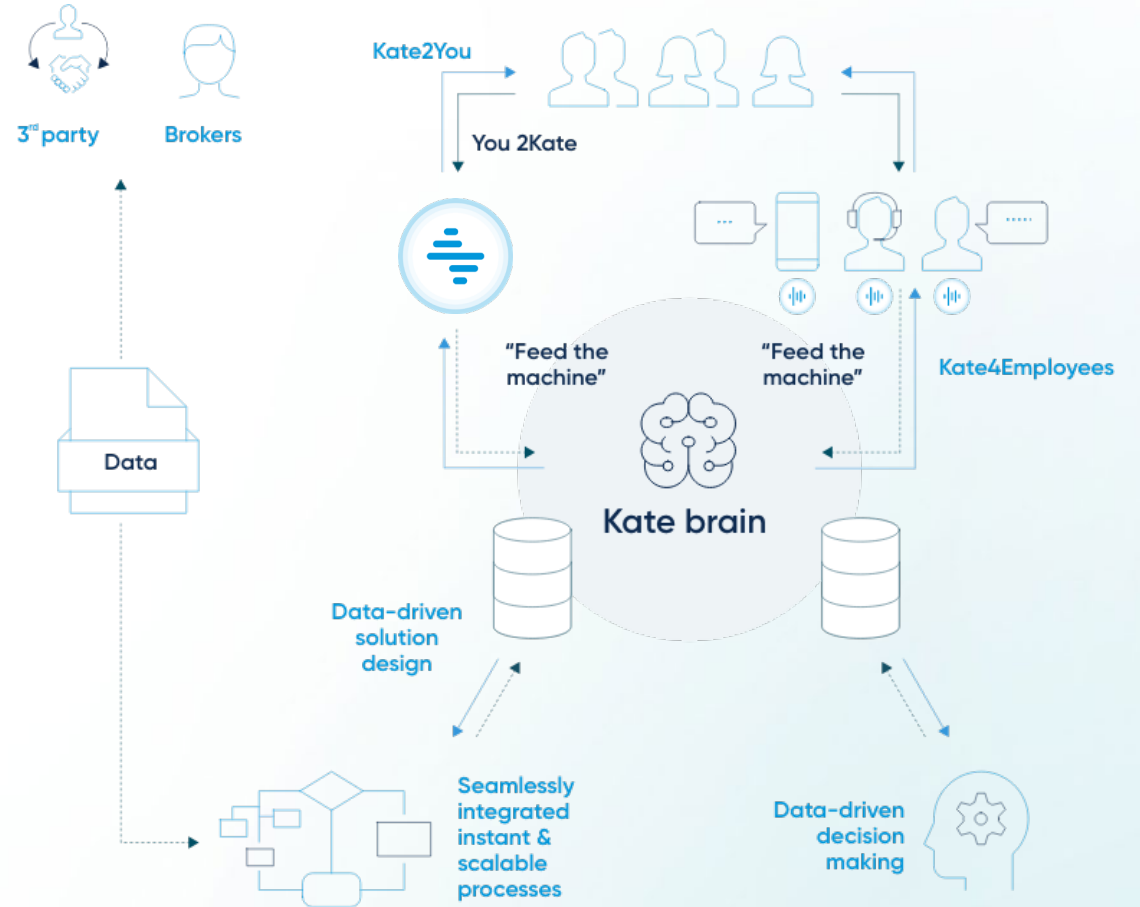 Kate2You
3rd party
Brokers
You 2Kate
"Feed the
machine"
"Feed the
machine"
Kate4Employees
Data
Kate brain
Data-driven
solution
design
Seamlessly
integrated
instant &
scalable
processes
Data-driven
decision
making